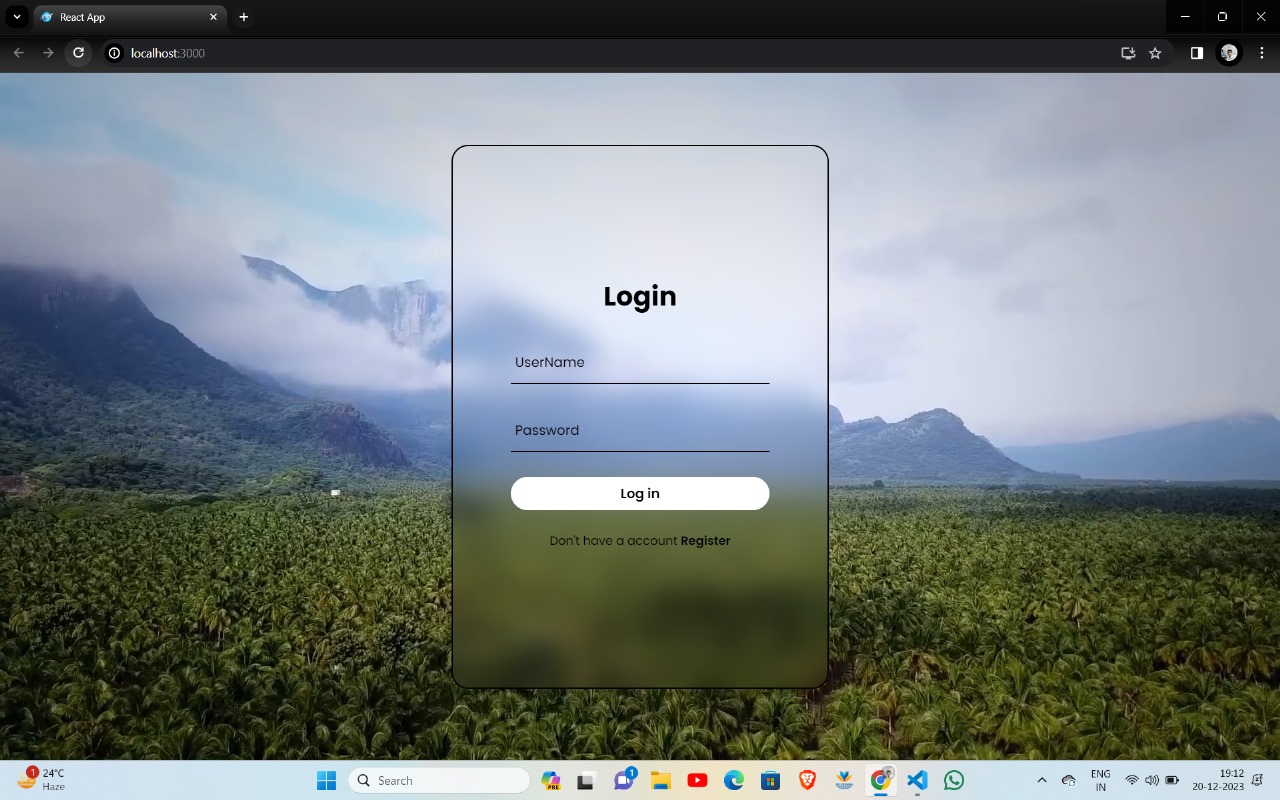 React App
localhost:3000
Login
UserName
Password
Log in
Don't have a account Register
1
24°C
Haze
Search
PRE
1
ENG
IN
19:12
20-12-2023